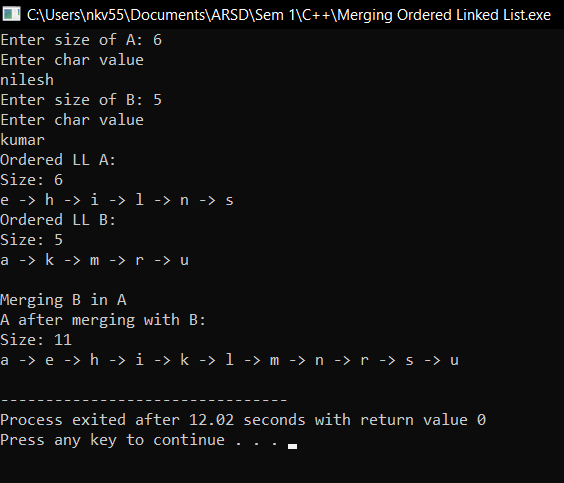 C:\Users\nkv55\Documents\ARSD\Sem 1\C++\Merging Ordered Linked List.exe
Enter size of A: 6
Enter char value
nilesh
Enter size of B: 5
Enter char value
kumar
Ordered LL A:
Size: 6
e -> h -> i -> l -> n -> s
Ordered LL B:
Size: 5
a -> k -> m -> r -> u
Merging B in A
A after merging with B:
Size: 11
a -> e -> h -> i -> k -> l -> m -> n -> r -> s -> u
--------------------------------
Process exited after 12.02 seconds with return value 0
Press any key to continue . . .